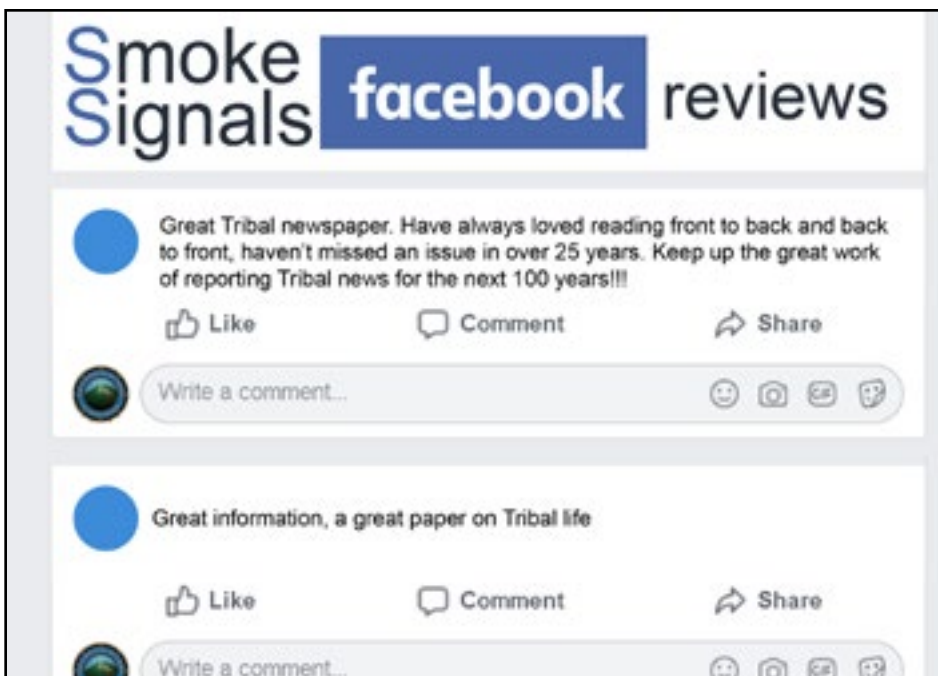 Smoke
Signals
facebook
reviews
Great Tribal newspaper. Have always loved reading front to back and back
to front, haven't missed an issue in over 25 years. Keep up the great work
of reporting Tribal news for the next 100 years!!!
Like Comment Share
Write a comment...
Great information, a great paper on Tribal life
Like Comment Share
Write a comment...